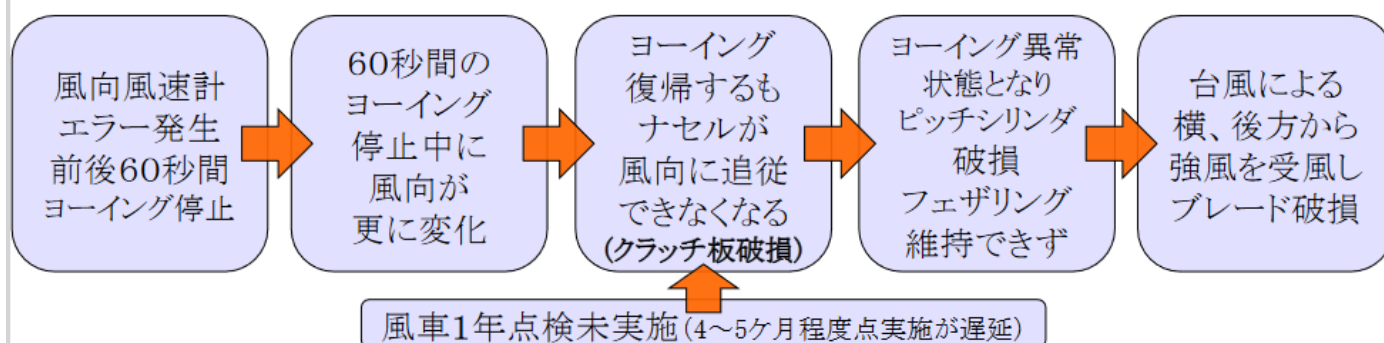 風向風速計
エラー発生
前後60秒間
ヨーイング停止
60秒間の
ヨーイング
停止中に
風向が
更に変化
ヨーイング
復帰するも
ナセルが
風向に追従
できなくなる
(クラッチ板破損)
ヨーイング異常
状態となり
ピッチシリンダ
破損
フェザリング
維持できず
台風による
横、後方から
強風を受風し
ブレード破損
風車1年点検未実施(4～5ケ月程度点実施が遅延)